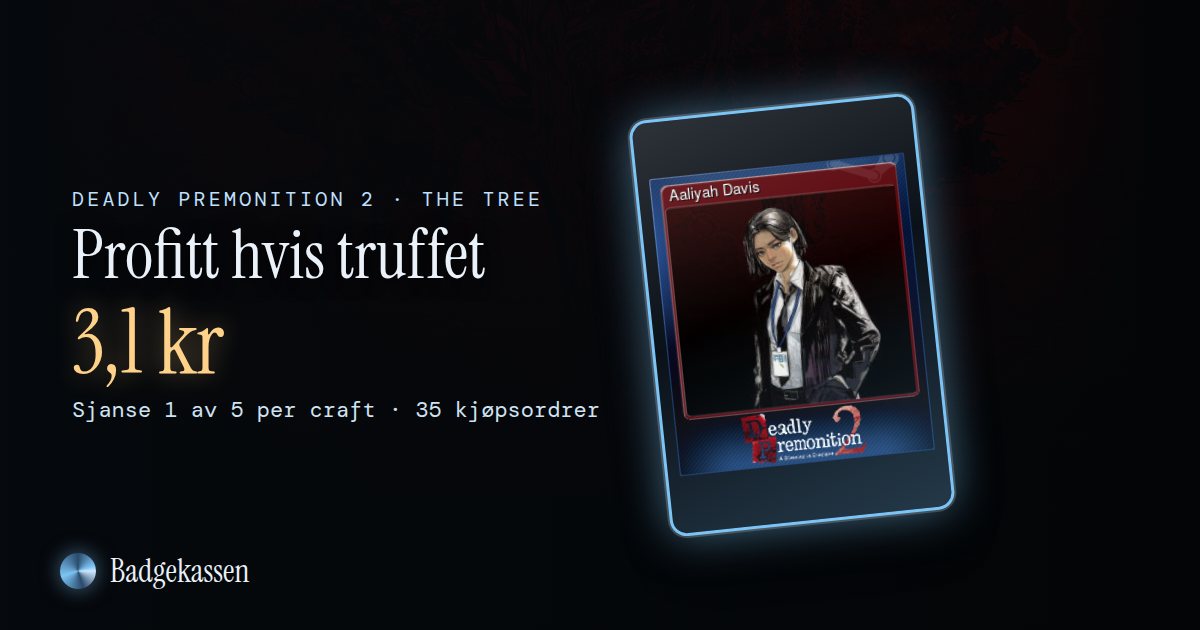 DEADLY PREMONITION 2 · THE TREE
Profitt hvis truffet
3,1 kr
Sjanse 1 av 5 per craft · 35 kjøpsordrer
Badgekassen
Aaliyah Davis
FBI
Deadly
Premonition 2